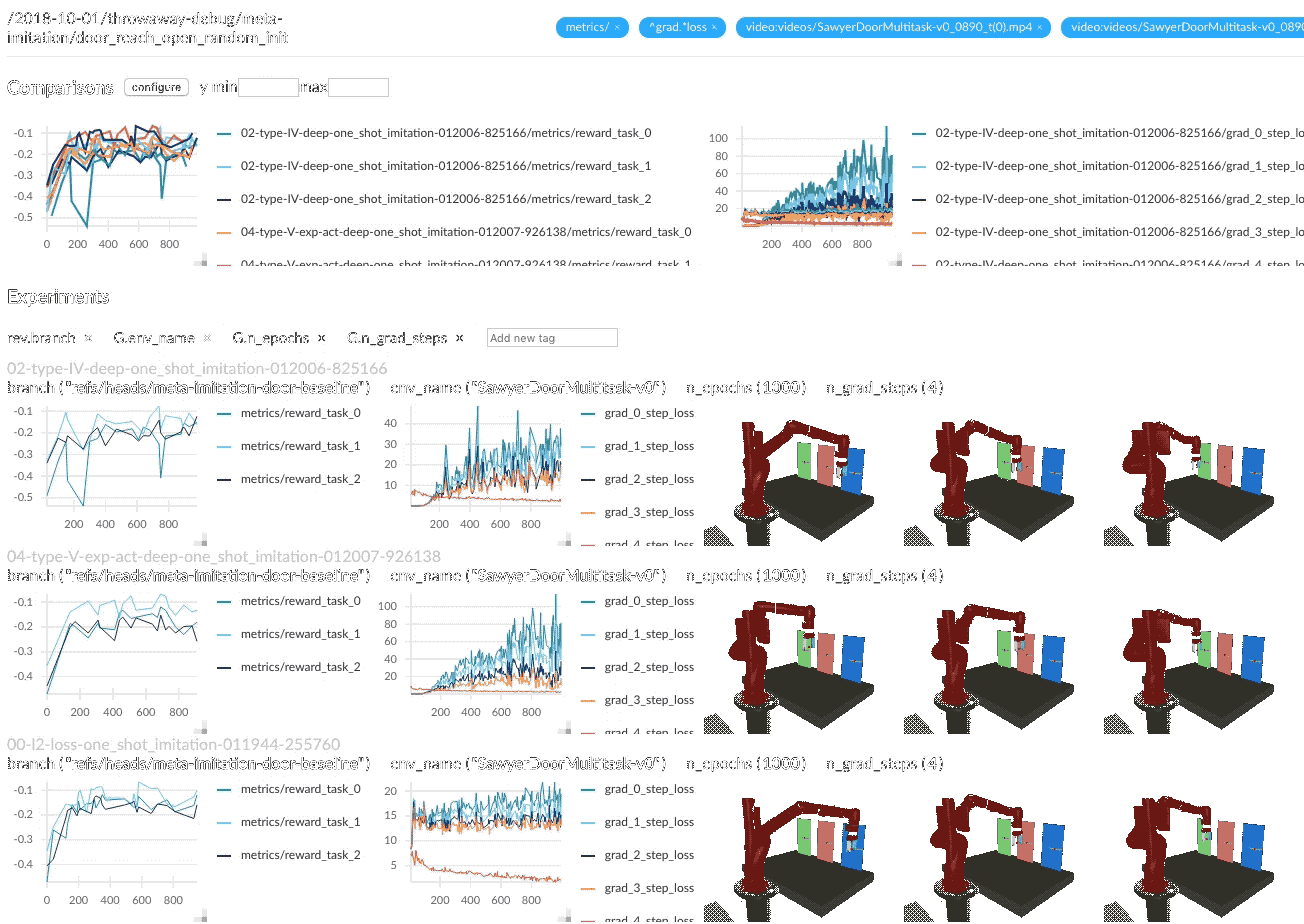 /2018-10-01/throwaway-debug/meta-
imitation/door_reach_open_random_init
metrics/ × ^grad.*loss × video:videos/SawyerDoorMultitask-v0_0890_t(0).mp4 × video:videos/SawyerDoorMultitask-v0_089
Comparisons configure y min max
-0.1
-0.3
-0.4
-0.5
0 200 400 600 800
02-type-IV-deep-one_shot_imitation-012006-825166/metrics/reward_task_0
02-type-IV-deep-one_shot_imitation-012006-825166/metrics/reward_task_1
02-type-IV-deep-one_shot_imitation-012006-825166/metrics/reward_task_2
04-type-V-exp-act-deep-one_shot_imitation-012007-926138/metrics/reward_task_0
04-type-V-exp-act-deep-one_shot_imitation-012007-926138/metrics/reward_task_1
100
80
60
40
20
200 400 600 800
02-type-IV-deep-one_shot_imitation-012006-825166/grad_0_step_lo
02-type-IV-deep-one_shot_imitation-012006-825166/grad_1_step_lo
02-type-IV-deep-one_shot_imitation-012006-825166/grad_2_step_lo
02-type-IV-deep-one_shot_imitation-012006-825166/grad_3_step_lo
02-type-IV-deep-one_shot_imitation-012006-825166/grad_4_step_lo
Experiments
rev.branch × G.env_name × G.n_epochs × G.n_grad_steps × Add new tag
02-type-IV-deep-one_shot_imitation-012006-825166
branch ("refs/heads/meta-imitation-door-baseline") env_name ("SawyerDoorMultitask-v0") n_epochs (1000) n_grad_steps (4)
-0.1
-0.2
-0.3
-0.4
-0.5
200 400 600 800
metrics/reward_task_0
metrics/reward_task_1
metrics/reward_task_2
40
30
20
10
200 400 600 800
grad_0_step_loss
grad_1_step_loss
grad_2_step_loss
grad_3_step_loss
grad_4_step_loss
04-type-V-exp-act-deep-one_shot_imitation-012007-926138
branch ("refs/heads/meta-imitation-door-baseline") env_name ("SawyerDoorMultitask-v0") n_epochs (1000) n_grad_steps (4)
-0.1
-0.2
-0.3
-0.4
0 200 400 600 800
metrics/reward_task_0
metrics/reward_task_1
metrics/reward_task_2
100
80
60
40
20
200 400 600 800
grad_0_step_loss
grad_1_step_loss
grad_2_step_loss
grad_3_step_loss
grad_4_step_loss
00-l2-loss-one_shot_imitation-011944-255760
branch ("refs/heads/meta-imitation-door-baseline") env_name ("SawyerDoorMultitask-v0") n_epochs (1000) n_grad_steps (4)
-0.1
-0.2
-0.3
-0.4
0 200 400 600 800
metrics/reward_task_0
metrics/reward_task_1
metrics/reward_task_2
20
15
10
5
200 400 600 800
grad_0_step_loss
grad_1_step_loss
grad_2_step_loss
grad_3_step_loss
grad_4_step_loss